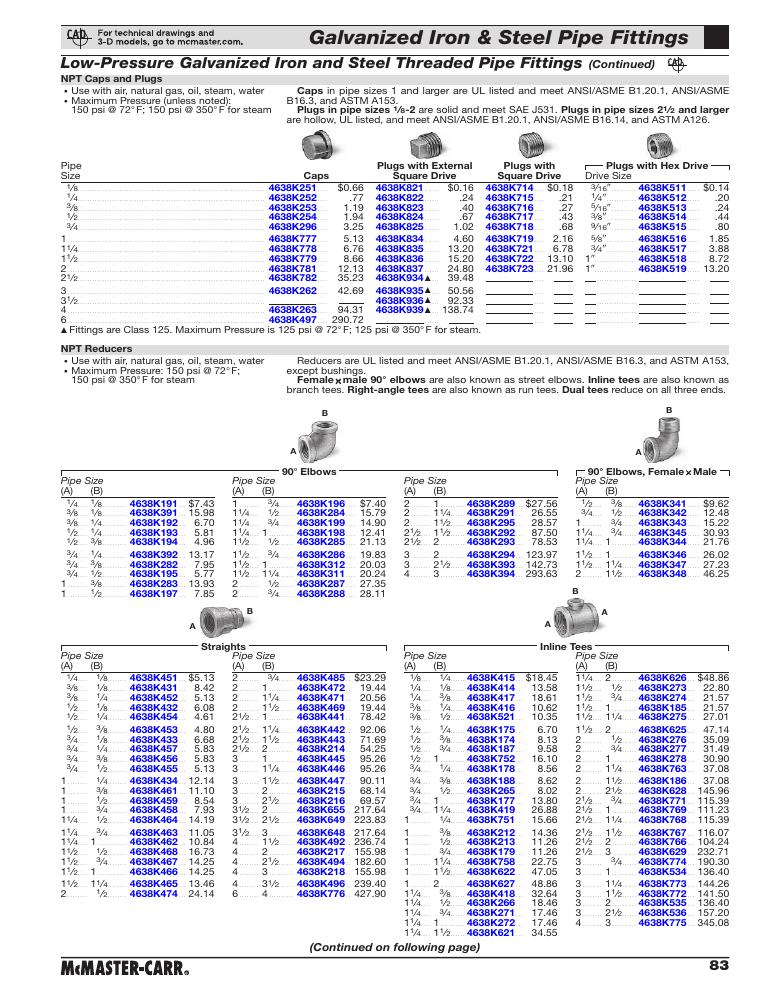 CAD
For technical drawings and
3-D models, go to mcmaster.com.
Galvanized Iron & Steel Pipe Fittings
Low-Pressure Galvanized Iron and Steel Threaded Pipe Fittings (Continued)
NPT Caps and Plugs
• Use with air, natural gas, oil, steam, water
• Maximum Pressure (unless noted):
150 psi @ 72°F; 150 psi @ 350°F for steam
Caps in pipe sizes 1 and larger are UL listed and meet ANSI/ASME B1.20.1, ANSI/ASME
B16.3, and ASTM A153.
Plugs in pipe sizes 1/8-2 are solid and meet SAE J531. Plugs in pipe sizes 2½ and larger
are hollow, UL listed, and meet ANSI/ASME B1.20.1, ANSI/ASME B16.14, and ASTM A126.
Pipe Size | Caps | Plugs with External Square Drive | Plugs with Square Drive | Plugs with Hex Drive
Drive Size
1/8 4638K251 $0.66 4638K821 $0.16 4638K714 $0.18 3/16″ 4638K511 $0.14
1/4 4638K252 .77 4638K822 .24 4638K715 .21 1/4″ 4638K512 .20
3/8 4638K253 1.19 4638K823 .40 4638K716 .27 5/16″ 4638K513 .24
1/2 4638K254 1.94 4638K824 .67 4638K717 .43 3/8″ 4638K514 .44
3/4 4638K296 3.25 4638K825 1.02 4638K718 .68 9/16″ 4638K515 .80
1 4638K777 5.13 4638K834 4.60 4638K719 2.16 5/8″ 4638K516 1.85
1¼ 4638K778 6.76 4638K835 13.20 4638K721 6.78 3/4″ 4638K517 3.88
1½ 4638K779 8.66 4638K836 15.20 4638K722 13.10 1″ 4638K518 8.72
2 4638K781 12.13 4638K837 24.80 4638K723 21.96 1″ 4638K519 13.20
2½ 4638K782 35.23 4638K934▲ 39.48
3 4638K262 42.69 4638K935▲ 50.56
3½ 4638K936▲ 92.33
4 4638K263 94.31 4638K939▲ 138.74
6 4638K497 290.72
▲Fittings are Class 125. Maximum Pressure is 125 psi @ 72°F; 125 psi @ 350°F for steam.
NPT Reducers
• Use with air, natural gas, oil, steam, water
• Maximum Pressure: 150 psi @ 72°F;
150 psi @ 350°F for steam
Reducers are UL listed and meet ANSI/ASME B1.20.1, ANSI/ASME B16.3, and ASTM A153,
except bushings.
Female x male 90° elbows are also known as street elbows. Inline tees are also known as
branch tees. Right-angle tees are also known as run tees. Dual tees reduce on all three ends.
B
A
B
A
90° Elbows
Pipe Size
(A) (B)
1/4 1/8 4638K191 $7.43
3/8 1/8 4638K391 15.98
3/8 1/4 4638K192 6.70
1/2 1/4 4638K193 5.81
1/2 3/8 4638K194 4.96
3/4 1/4 4638K392 13.17
3/4 3/8 4638K282 7.95
3/4 1/2 4638K195 5.77
1 3/8 4638K283 13.93
1 1/2 4638K197 7.85
1 3/4 4638K196 $7.40
1¼ 1/2 4638K284 15.79
1¼ 3/4 4638K199 14.90
1¼ 1 4638K198 12.41
1½ 1/2 4638K285 21.13
1½ 3/4 4638K286 19.83
1½ 1 4638K312 20.03
1½ 1¼ 4638K311 20.24
2 1/2 4638K287 27.35
2 3/4 4638K288 28.11
Pipe Size
(A) (B)
2 1 4638K289 $27.56
2 1¼ 4638K291 26.55
2 1½ 4638K295 28.57
2½ 1½ 4638K292 87.50
2½ 2 4638K293 78.53
3 2 4638K294 123.97
3 2½ 4638K393 142.73
4 3 4638K394 293.63
90° Elbows, Female x Male
Pipe Size
(A) (B)
1/2 3/8 4638K341 $9.62
3/4 1/2 4638K342 12.48
1 3/4 4638K343 15.22
1¼ 3/4 4638K345 30.93
1¼ 1 4638K344 21.76
1½ 1 4638K346 26.02
1½ 1¼ 4638K347 27.23
2 1½ 4638K348 46.25
A
B
B
A
A
Straights
Pipe Size
(A) (B)
1/4 1/8 4638K451 $5.13
3/8 1/8 4638K431 8.42
3/8 1/4 4638K452 5.13
1/2 1/8 4638K432 6.08
1/2 1/4 4638K454 4.61
1/2 3/8 4638K453 4.80
3/4 1/8 4638K433 6.68
3/4 1/4 4638K457 5.83
3/4 3/8 4638K456 5.83
3/4 1/2 4638K455 5.13
1 1/4 4638K434 12.14
1 3/8 4638K461 11.10
1 1/2 4638K459 8.54
1 3/4 4638K458 7.93
1¼ 1/2 4638K464 14.19
1¼ 3/4 4638K463 11.05
1¼ 1 4638K462 10.84
1½ 1/2 4638K468 16.73
1½ 3/4 4638K467 14.25
1½ 1 4638K466 14.25
1½ 1¼ 4638K465 13.46
2 1/2 4638K474 24.14
Pipe Size
(A) (B)
2 3/4 4638K485 $23.29
2 1 4638K472 19.44
2 1¼ 4638K471 20.56
2 1½ 4638K469 19.44
2½ 1 4638K441 78.42
2½ 1¼ 4638K442 92.06
2½ 1½ 4638K443 71.69
2½ 2 4638K214 54.25
3 1 4638K445 95.26
3 1¼ 4638K446 95.26
3 1½ 4638K447 90.11
3 2 4638K215 68.14
3 2½ 4638K216 69.57
3½ 2 4638K655 217.64
3½ 2½ 4638K649 223.83
3½ 3 4638K648 217.64
4 1½ 4638K492 236.74
4 2 4638K217 155.98
4 2½ 4638K494 182.60
4 3 4638K218 155.98
4 3½ 4638K496 239.40
6 4 4638K776 427.90
Inline Tees
Pipe Size
(A) (B)
1/8 1/4 4638K415 $18.45
1/4 1/8 4638K414 13.58
1/4 3/8 4638K417 18.61
3/8 1/4 4638K416 10.62
3/8 1/2 4638K521 10.35
1/2 1/4 4638K175 6.70
1/2 3/8 4638K174 8.13
1/2 3/4 4638K187 9.58
1/2 1 4638K752 16.10
3/4 1/4 4638K178 8.56
3/4 3/8 4638K188 8.62
3/4 1/2 4638K265 8.02
3/4 1 4638K177 13.80
3/4 1¼ 4638K419 26.88
1 1/4 4638K751 15.66
1 3/8 4638K212 14.36
1 1/2 4638K213 11.26
1 3/4 4638K179 11.26
1 1¼ 4638K758 22.75
1 1½ 4638K622 47.05
1 2 4638K627 48.86
1¼ 3/8 4638K418 32.64
1¼ 1/2 4638K266 18.46
1¼ 3/4 4638K271 17.46
1¼ 1 4638K272 17.46
1¼ 1½ 4638K621 34.55
Pipe Size
(A) (B)
1¼ 2 4638K626 $48.86
1½ 1/2 4638K273 22.80
1½ 3/4 4638K274 21.57
1½ 1 4638K185 21.57
1½ 1¼ 4638K275 27.01
1½ 2 4638K625 47.14
2 1/2 4638K276 35.09
2 3/4 4638K277 31.49
2 1 4638K278 30.90
2 1¼ 4638K763 37.08
2 1½ 4638K186 37.08
2 2½ 4638K628 145.96
2½ 3/4 4638K771 115.39
2½ 1 4638K769 111.23
2½ 1¼ 4638K768 115.39
2½ 1½ 4638K767 116.07
2½ 2 4638K766 104.24
2½ 3 4638K629 232.71
3 3/4 4638K774 190.30
3 1 4638K534 136.40
3 1¼ 4638K773 144.26
3 1½ 4638K772 141.50
3 2 4638K535 136.40
3 2½ 4638K536 157.20
4 3 4638K775 345.08
(Continued on following page)
McMASTER-CARR®
83